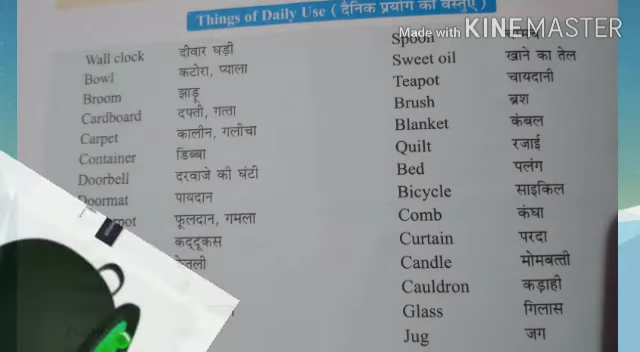 Things of Daily Use ( दैनिक प्रयोग की वस्तुएँ )
Made with KINEMASTER
Wall clock दीवार घड़ी
Bowl कटोरा, प्याला
Broom झाड़ू
Cardboard दफ्ती, गत्ता
Carpet कालीन, गलीचा
Container डिब्बा
Doorbell दरवाजे की घंटी
Doormat पायदान
फूलदान, गमला
कद्दूकस
Spoon
Sweet oil खाने का तेल
Teapot चायदानी
Brush ब्रश
Blanket कंबल
Quilt रजाई
Bed पलंग
Bicycle साइकिल
Comb कंघा
Curtain परदा
Candle मोमबत्ती
Cauldron कड़ाही
Glass गिलास
Jug जग